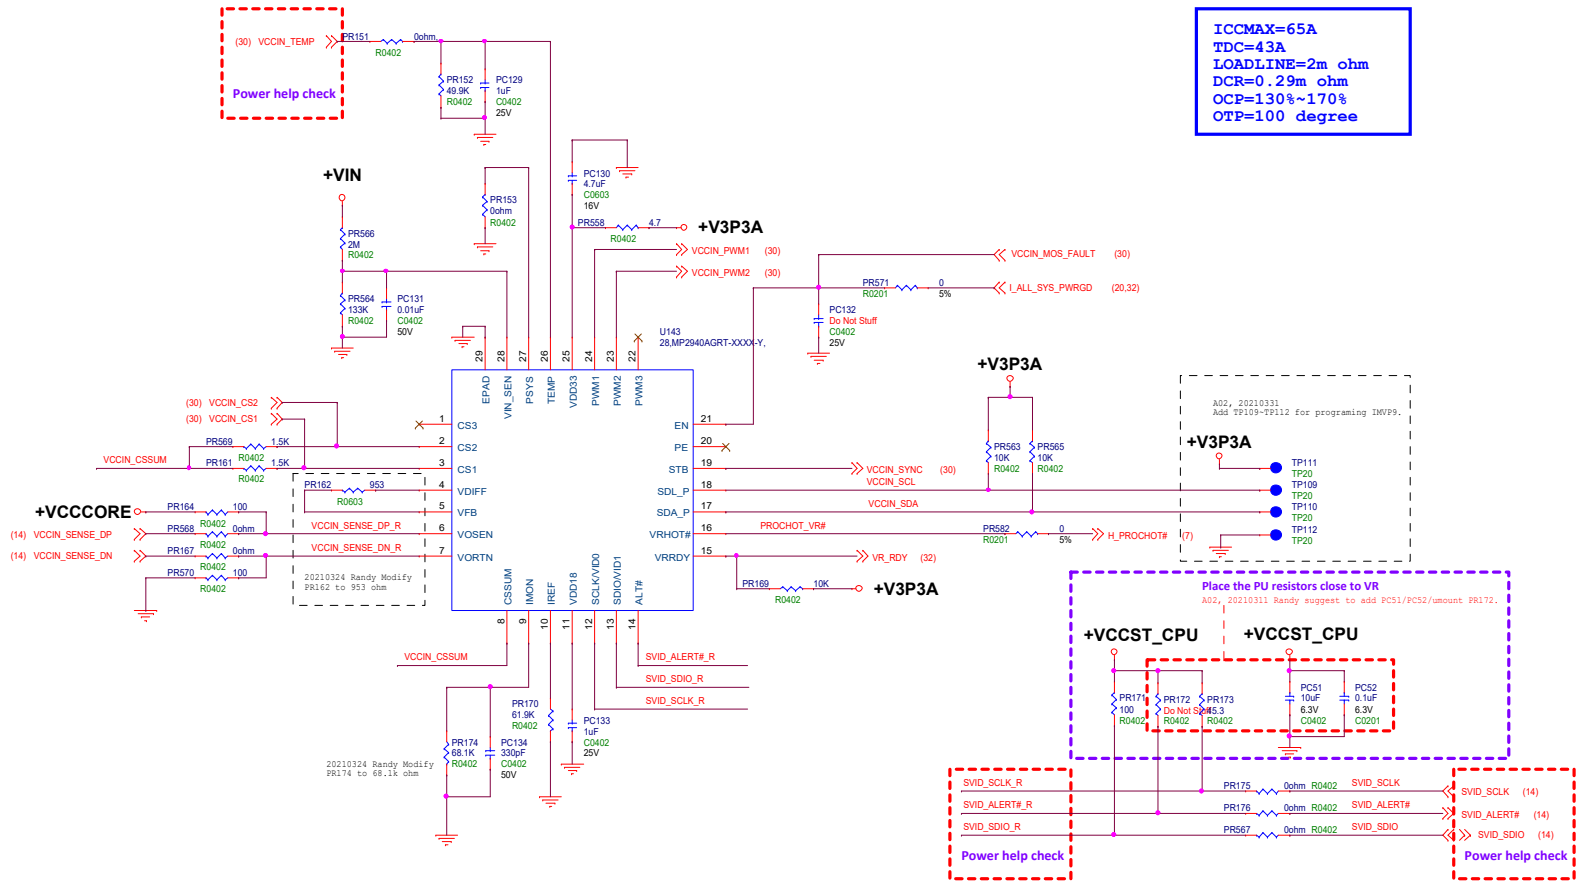 (30) VCCIN_TEMP
PR151
0ohm
R0402
Power help check
PR152
49.9K
R0402
PC129
1uF
C0402
25V
ICCMAX=65A
TDC=43A
LOADLINE=2m ohm
DCR=0.29m ohm
OCP=130%~170%
OTP=100 degree
+VIN
PR566
2M
R0402
PR564
133K
R0402
PC131
0.01uF
C0402
50V
PR153
0ohm
R0402
PC130
4.7uF
C0603
16V
PR558
4.7
R0402
+V3P3A
VCCIN_PWM1 (30)
VCCIN_PWM2 (30)
VCCIN_MOS_FAULT (30)
PR571
R0201
0
5%
I_ALL_SYS_PWRGD (20,32)
PC132
Do Not Stuff
C0402
25V
U143
28,MP2940AGRT-XXXX-Y,
29
28
27
26
25
24
23
22
EPAD
VIN_SEN
PSYS
TEMP
VDD33
PWM1
PWM2
PWM3
1
CS3
2
CS2
3
CS1
4
VDIFF
5
VFB
6
VOSEN
7
VORTN
21
EN
20
PE
19
STB
18
SDL_P
17
SDA_P
16
VRHOT#
15
VRRDY
CSSUM
IMON
IREF
VDD18
SCLK/VID0
SDIO/VID1
ALT#
8
9
10
11
12
13
14
(30) VCCIN_CS2
(30) VCCIN_CS1
PR569
1.5K
R0402
VCCIN_CSSUM
PR161
1.5K
R0402
PR162
953
R0603
+VCCCORE
PR164
100
R0402
(14) VCCIN_SENSE_DP
PR568
0ohm
R0402
VCCIN_SENSE_DP_R
(14) VCCIN_SENSE_DN
PR167
0ohm
R0402
VCCIN_SENSE_DN_R
PR570
100
R0402
20210324 Randy Modify
PR162 to 953 ohm
+V3P3A
PR563
10K
R0402
PR565
10K
R0402
VCCIN_SYNC (30)
VCCIN_SCL
VCCIN_SDA
PROCHOT_VR#
PR582
R0201
0
5%
H_PROCHOT# (7)
VR_RDY (32)
PR169
10K
R0402
+V3P3A
A02, 20210331
Add TP109~TP112 for programing IMVP9.
+V3P3A
TP111
TP20
TP109
TP20
TP110
TP20
TP112
TP20
VCCIN_CSSUM
SVID_ALERT#_R
SVID_SDIO_R
SVID_SCLK_R
PR170
61.9K
R0402
PC133
1uF
C0402
25V
PR174
68.1K
R0402
PC134
330pF
C0402
50V
20210324 Randy Modify
PR174 to 68.1k ohm
Place the PU resistors close to VR
A02, 20210311 Randy suggest to add PC51/PC52/umount PR172.
+VCCST_CPU
+VCCST_CPU
PR171
100
R0402
PR172
Do Not Stuff
R0402
PR173
45.3
R0402
PC51
10uF
6.3V
C0402
PC52
0.1uF
6.3V
C0201
SVID_SCLK_R
PR175
0ohm R0402
SVID_SCLK
SVID_SCLK (14)
SVID_ALERT#_R
PR176
0ohm R0402
SVID_ALERT#
SVID_ALERT# (14)
SVID_SDIO_R
PR567
0ohm R0402
SVID_SDIO
SVID_SDIO (14)
Power help check
Power help check